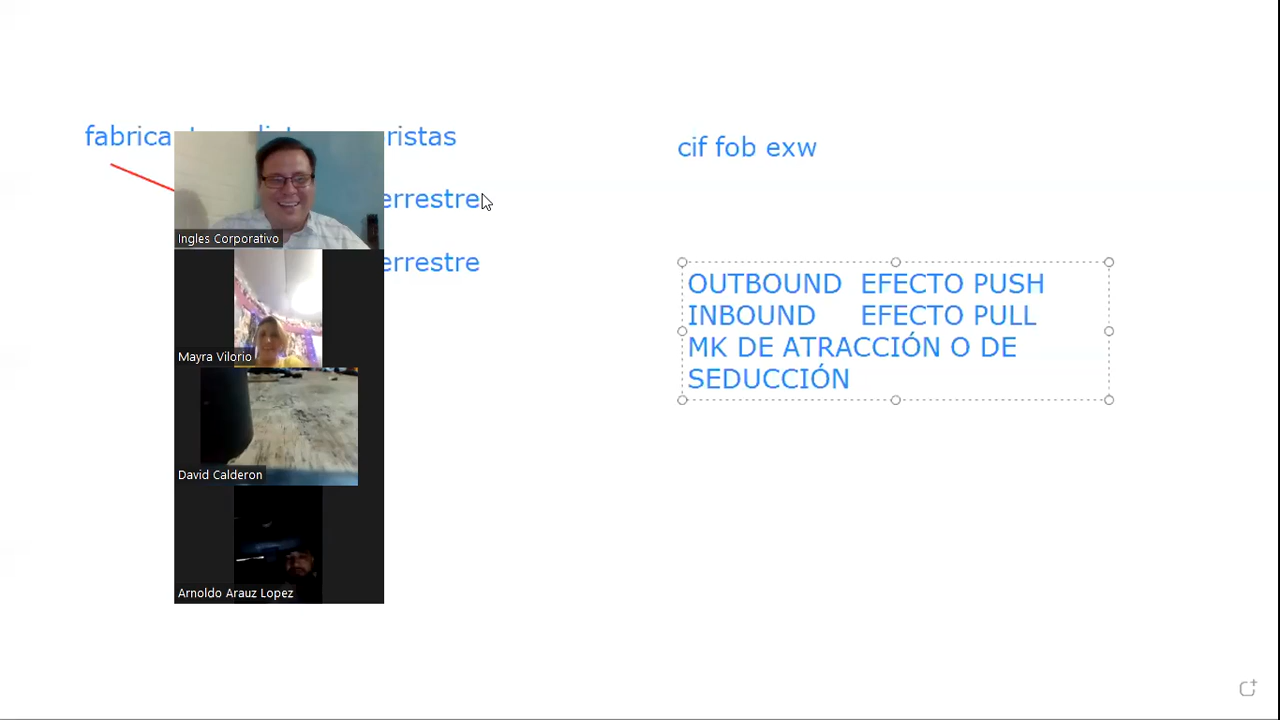 fabrica ristas
errestre
errestre
cif fob exw
OUTBOUND EFECTO PUSH
INBOUND EFECTO PULL
MK DE ATRACCIÓN O DE
SEDUCCIÓN
Ingles Corporativo
Mayra Vilorio
David Calderon
Arnoldo Arauz Lopez